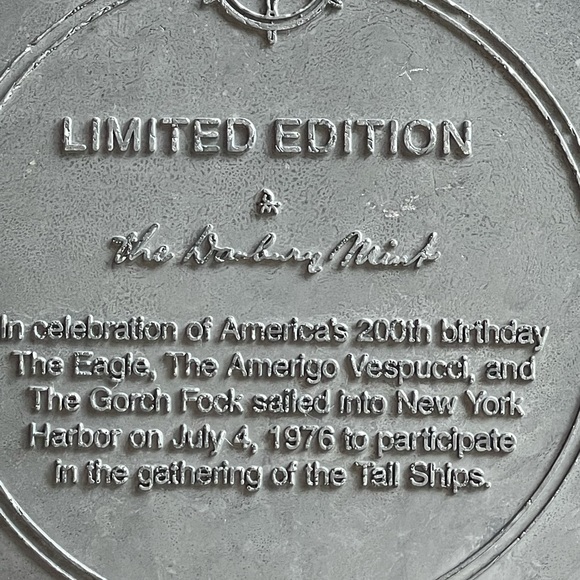 LIMITED EDITION
The Danbury Mint
In celebration of America's 200th birthday
The Eagle, The Amerigo Vespucci, and
The Gorch Fock sailed into New York
Harbor on July 4, 1976 to participate
in the gathering of the Tall Ships.